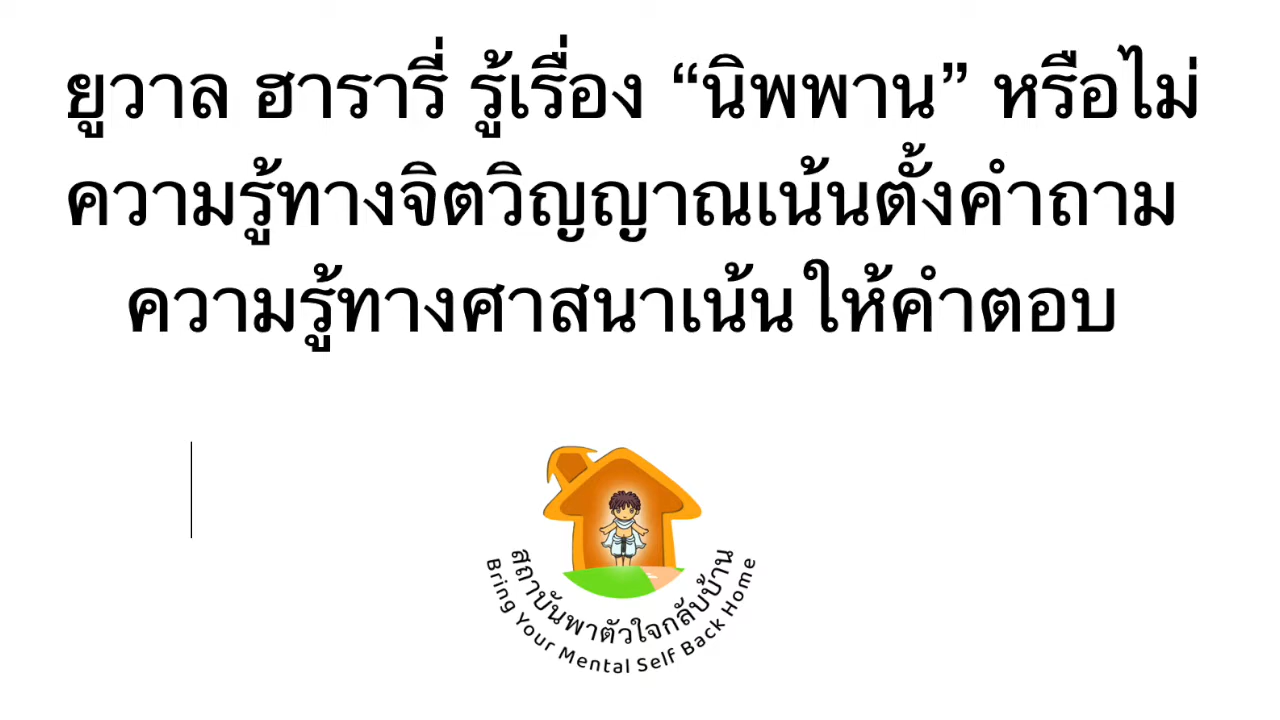 ยูวาล ฮารารี่ รู้เรื่อง “นิพพาน” หรือไม่
ความรู้ทางจิตวิญญาณเน้นตั้งคำถาม
ความรู้ทางศาสนาเน้นให้คำตอบ
สถาบันพาตัวใจกลับบ้าน
Bring Your Mental Self Back Home